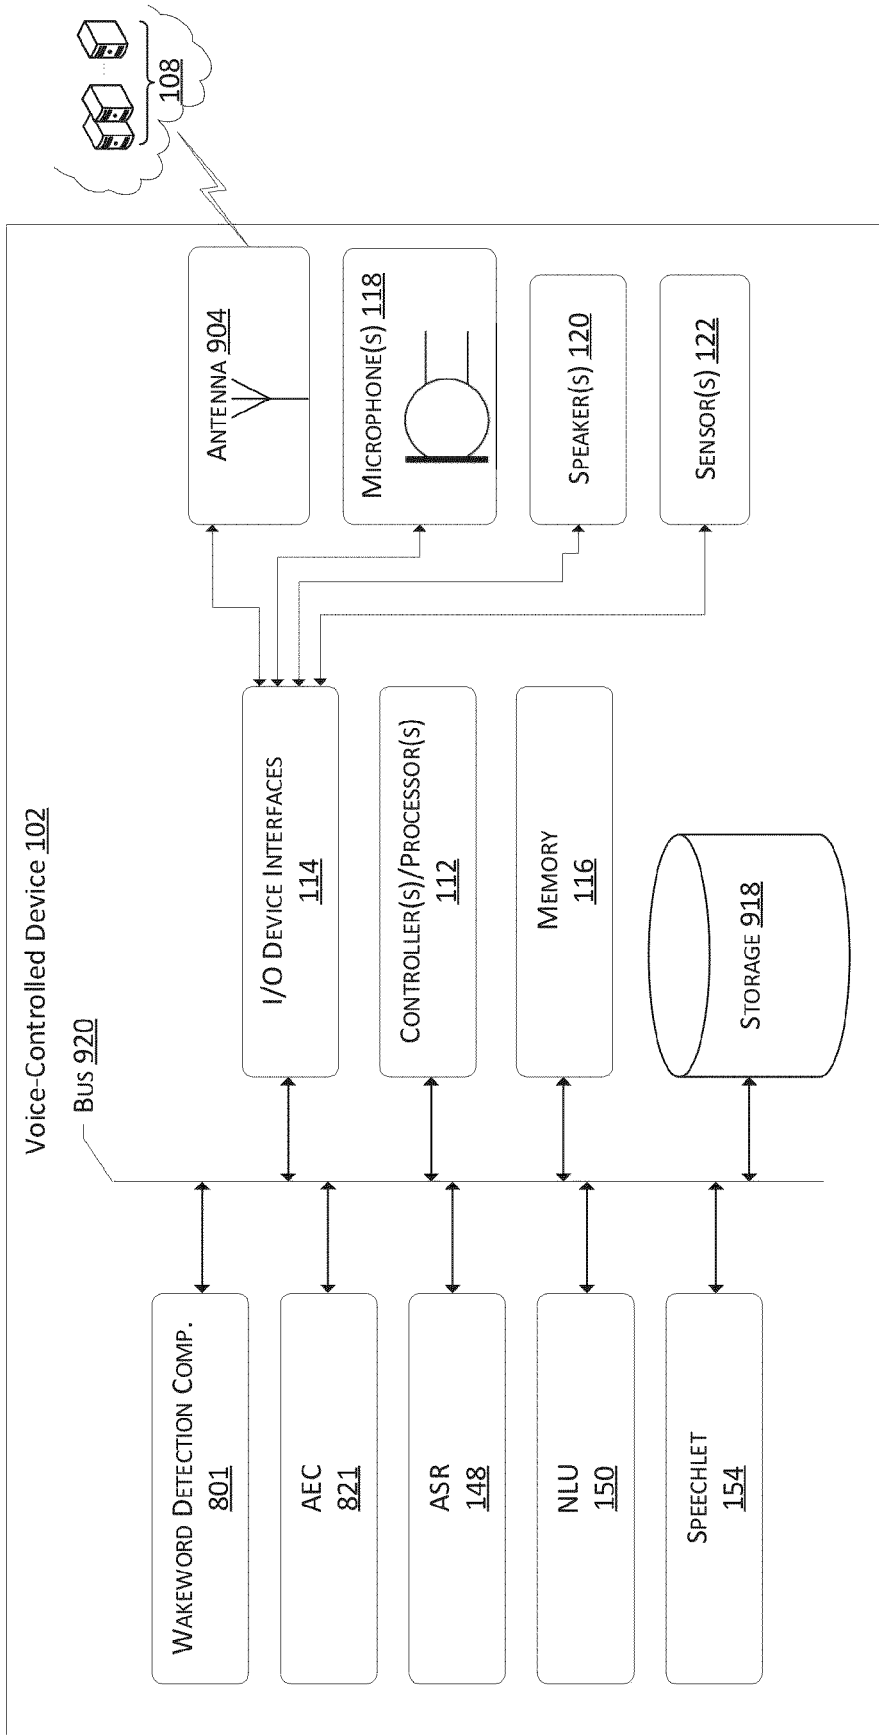 Voice-Controlled Device 102
Bus 920
Wakeword Detection Comp.
801
AEC
821
ASR
148
NLU
150
Speechlet
154
I/O Device Interfaces
114
Controller(s)/Processor(s)
112
Memory
116
Storage 918
Antenna 904
Microphone(s) 118
Speaker(s) 120
Sensor(s) 122
108